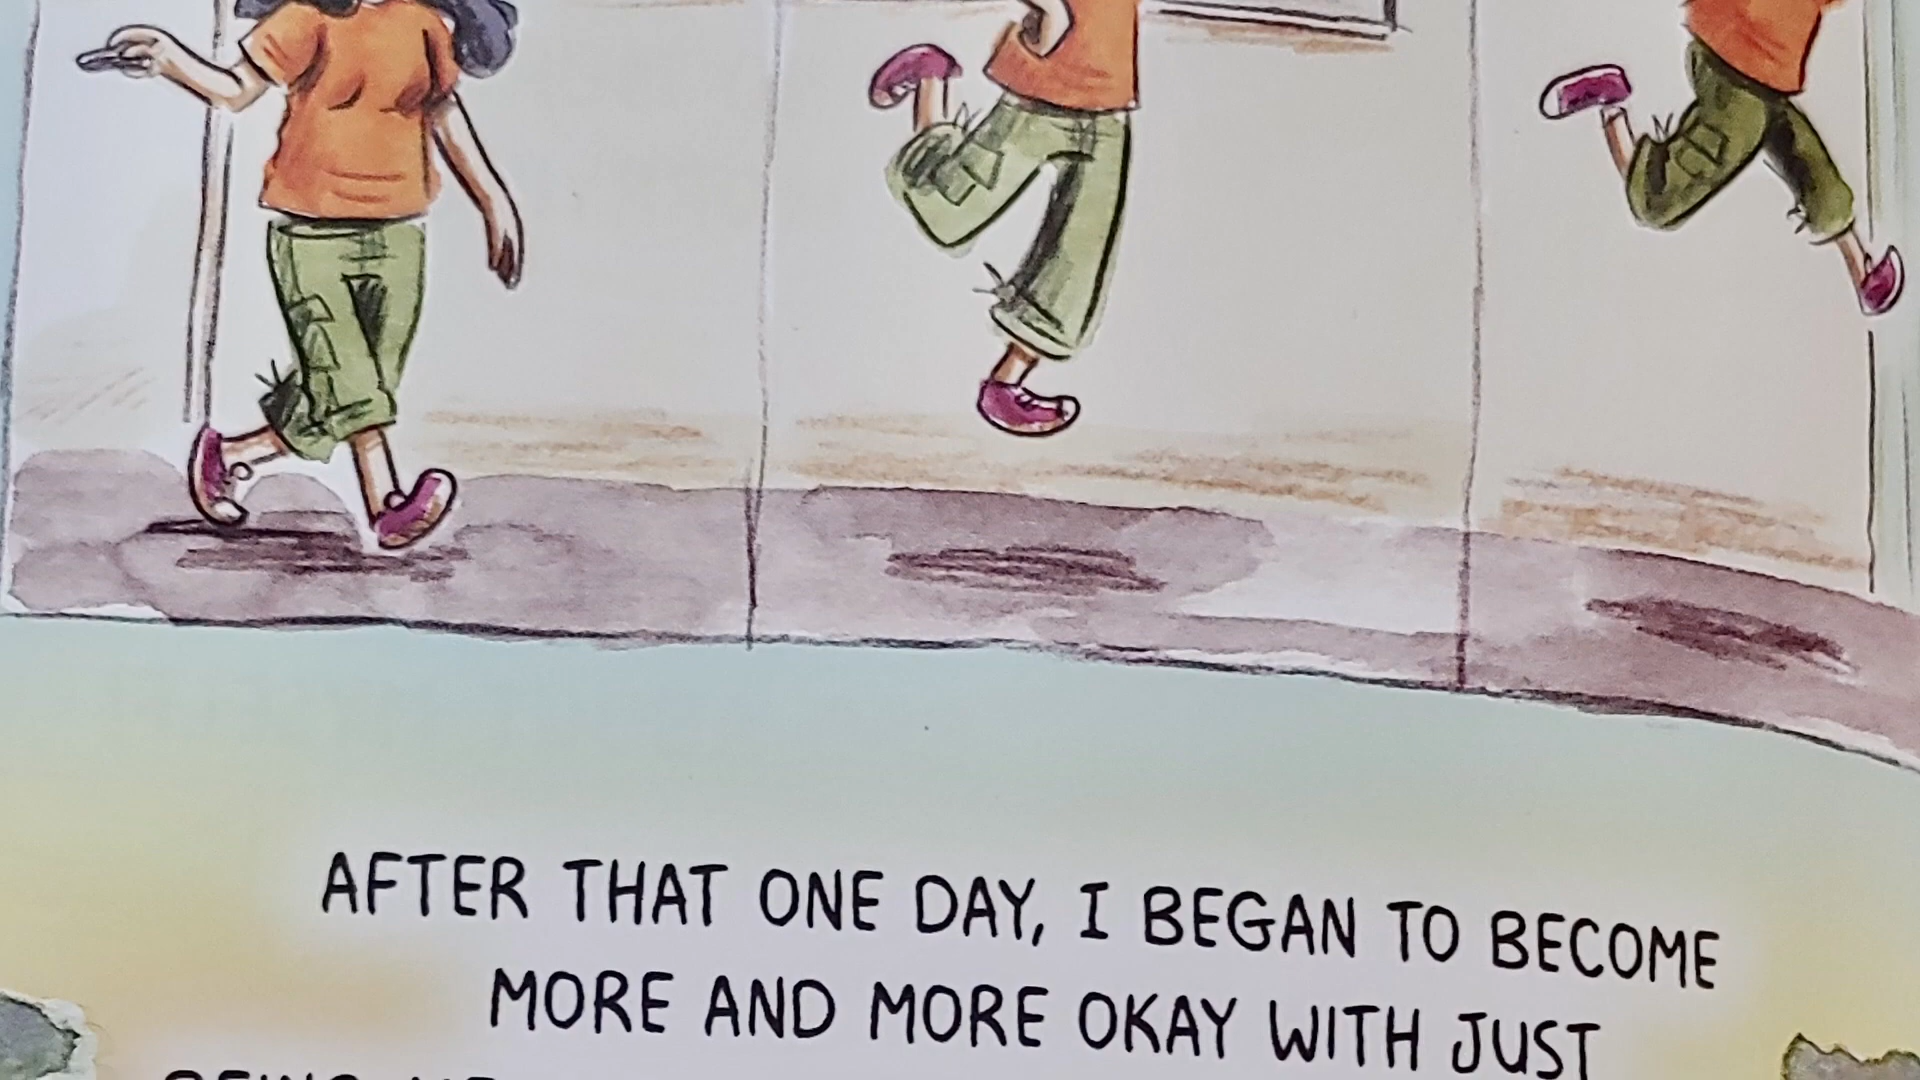 AFTER THAT ONE DAY, I BEGAN TO BECOME
MORE AND MORE OKAY WITH JUST